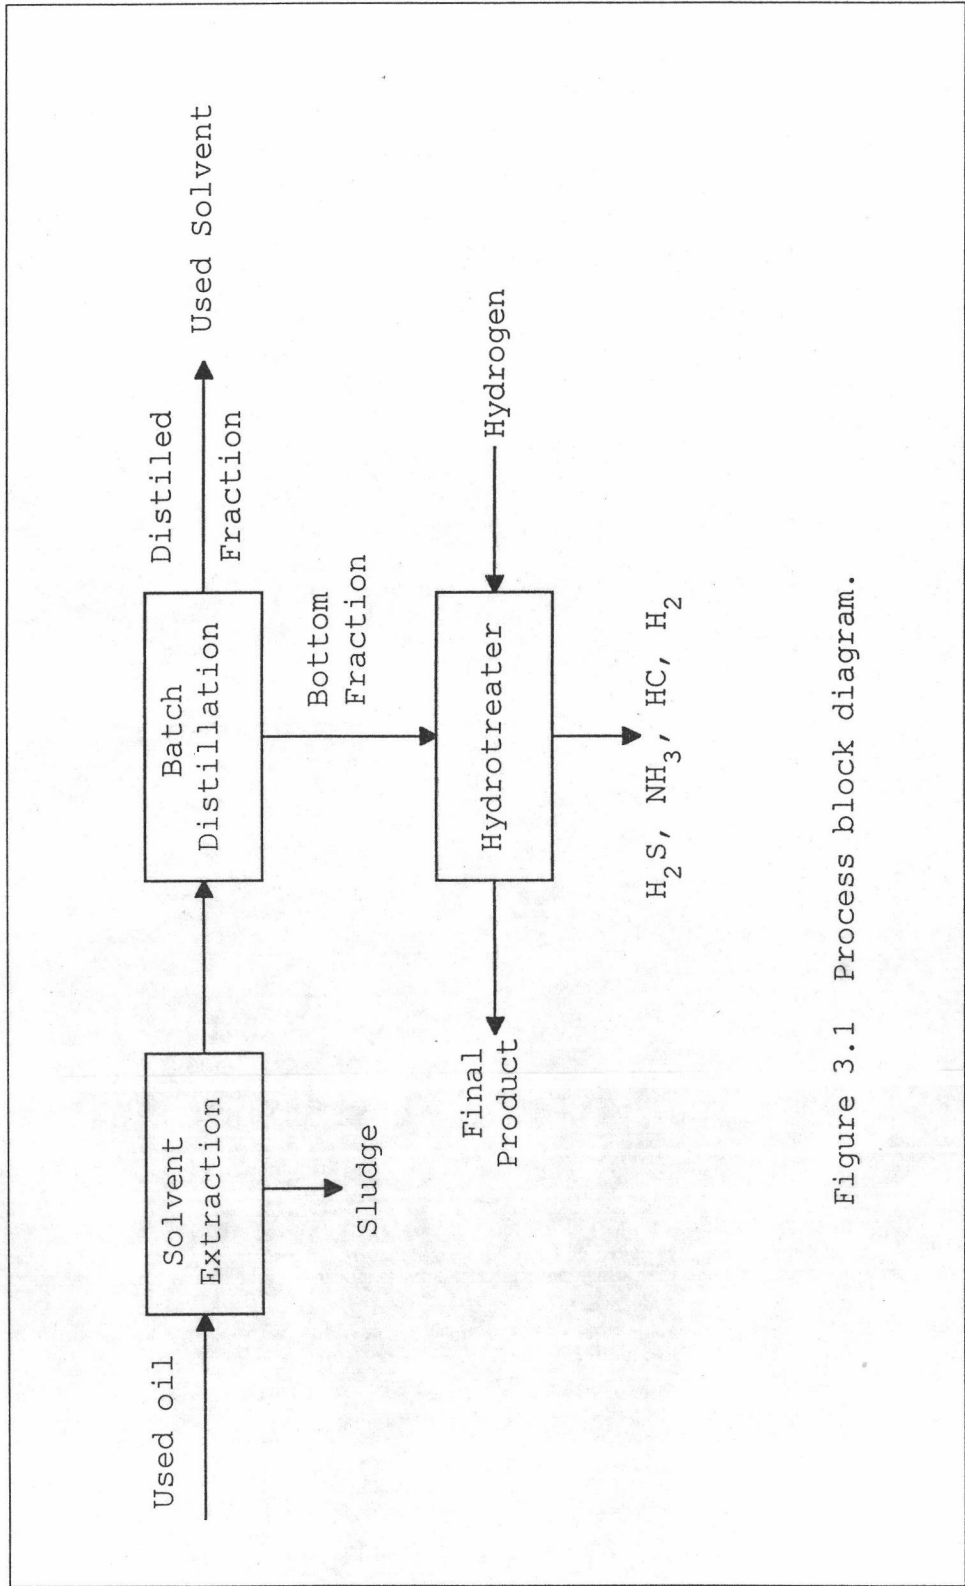 Used oil
Solvent
Extraction
Sludge
Batch
Distillation
Distiled
Fraction
Used Solvent
Bottom
Fraction
Hydrotreater
Hydrogen
Final
Product
H₂S, NH₃, HC, H₂
Figure 3.1 Process block diagram.